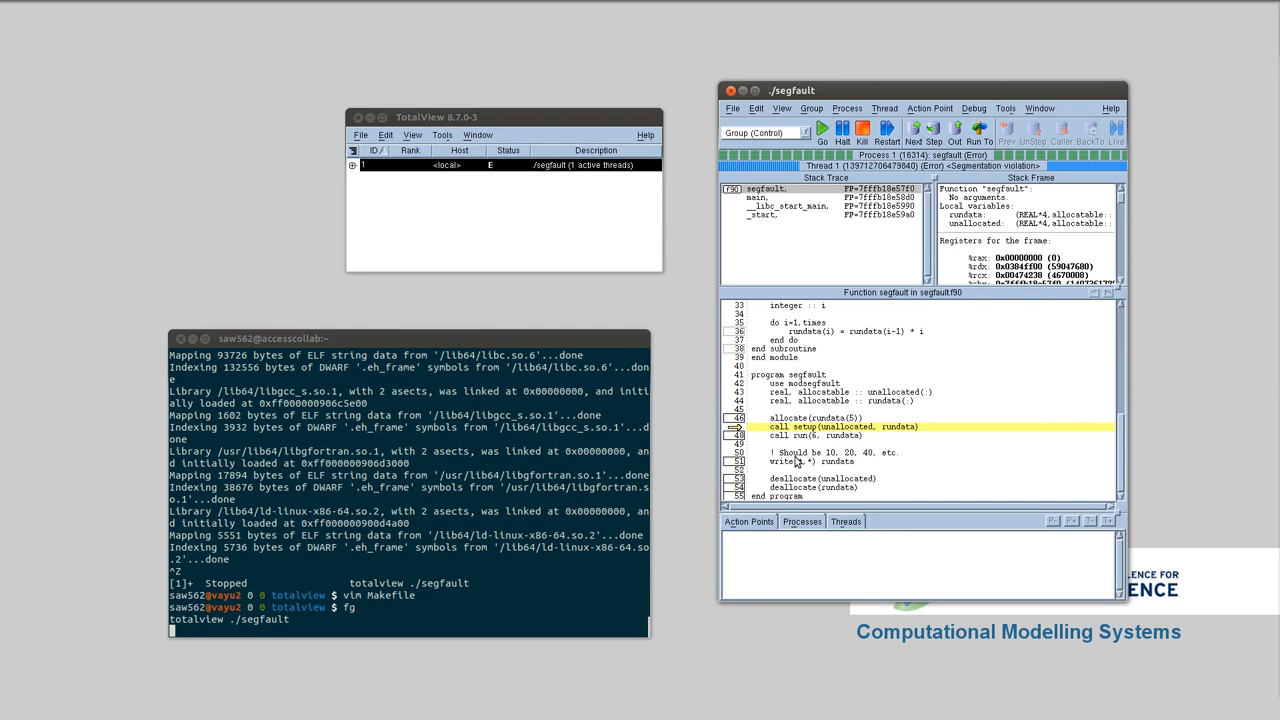 TotalView 8.7.0-3
File Edit View Tools Window Help
ID Rank Host Status Description
1 <local> E ./segfault (1 active threads)
saw562@accesscollab:~
Mapping 93726 bytes of ELF string data from '/lib64/libc.so.6'...done
Indexing 132556 bytes of DWARF '.eh_frame' symbols from '/lib64/libc.so.6'...don
e
Library /lib64/libgcc_s.so.1, with 2 asects, was linked at 0x00000000, and initi
ally loaded at 0xff000000906c5e00
Mapping 1602 bytes of ELF string data from '/lib64/libgcc_s.so.1'...done
Indexing 3932 bytes of DWARF '.eh_frame' symbols from '/lib64/libgcc_s.so.1'...d
one
Library /usr/lib64/libgfortran.so.1, with 2 asects, was linked at 0x00000000, an
d initially loaded at 0xff000000906d3000
Mapping 17894 bytes of ELF string data from '/usr/lib64/libgfortran.so.1'...done
Indexing 38676 bytes of DWARF '.eh_frame' symbols from '/usr/lib64/libgfortran.s
o.1'...done
Library /lib64/ld-linux-x86-64.so.2, with 2 asects, was linked at 0x00000000, an
d initially loaded at 0xff000000900d4a00
Mapping 5551 bytes of ELF string data from '/lib64/ld-linux-x86-64.so.2'...done
Indexing 5736 bytes of DWARF '.eh_frame' symbols from '/lib64/ld-linux-x86-64.so
.2'...done
^Z
[1]+ Stopped totalview ./segfault
saw562@vayu2 0 0 totalview $ vim Makefile
saw562@vayu2 0 0 totalview $ fg
totalview ./segfault
./segfault
File Edit View Group Process Thread Action Point Debug Tools Window Help
Group (Control) Go Halt Kill Restart Next Step Out Run To Prev UnStep Caller BackTo Live
Process 1 (16314): segfault (Error)
Thread 1 (139712706479840) (Error) <Segmentation violation>
Stack Trace
f90 segfault, FP=7fffb18e57f0
main, FP=7fffb18e58d0
__libc_start_main, FP=7fffb18e5990
_start, FP=7fffb18e59a0
Stack Frame
Function "segfault":
No arguments.
Local variables:
rundata: (REAL*4,allocatable::
unallocated: (REAL*4,allocatable::
Registers for the frame:
%rax: 0x00000000 (0)
%rdx: 0x0384ff00 (59047680)
%rcx: 0x00474238 (4670008)
Function segfault in segfault.f90
33 integer :: i
34
35 do i=1,times
36 rundata(i) = rundata(i-1) * i
37 end do
38 end subroutine
39 end module
40
41 program segfault
42 use modsegfault
43 real, allocatable :: unallocated(:)
44 real, allocatable :: rundata(:)
45
46 allocate(rundata(5))
call setup(unallocated, rundata)
48 call run(6, rundata)
49
50 ! Should be 10, 20, 40, etc.
51 write( *) rundata
52
53 deallocate(unallocated)
54 deallocate(rundata)
55 end program
Action Points Processes Threads
P- P+ T- T+
LENCE FOR
ENCE
Computational Modelling Systems